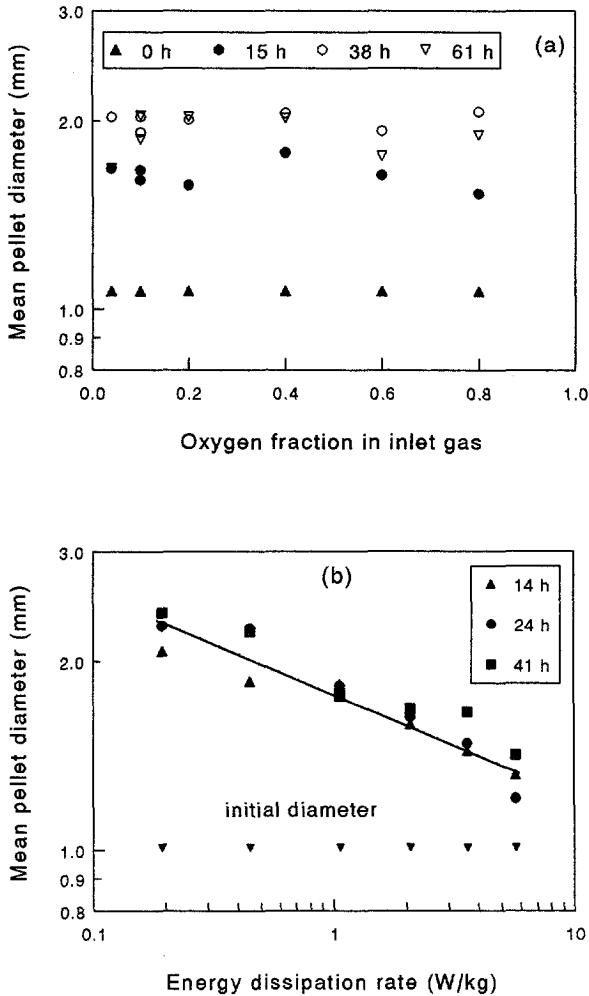 3.0
(a)
0 h 15 h 38 h 61 h
2.0
1.0
0.9
0.8
Mean pellet diameter (mm)
0.0 0.2 0.4 0.6 0.8 1.0
Oxygen fraction in inlet gas
3.0
(b)
14 h
24 h
41 h
2.0
initial diameter
1.0
0.9
0.8
Mean pellet diameter (mm)
0.1 1 10
Energy dissipation rate (W/kg)